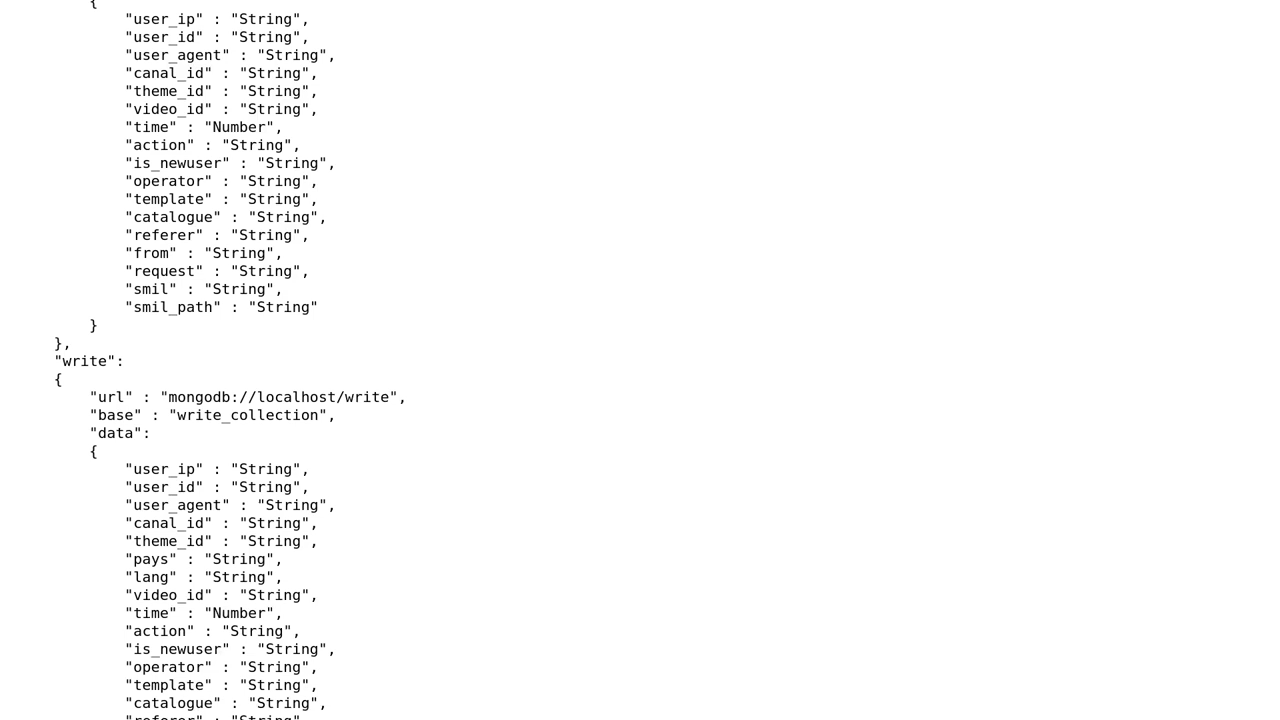 {
"user_ip" : "String",
"user_id" : "String",
"user_agent" : "String",
"canal_id" : "String",
"theme_id" : "String",
"video_id" : "String",
"time" : "Number",
"action" : "String",
"is_newuser" : "String",
"operator" : "String",
"template" : "String",
"catalogue" : "String",
"referer" : "String",
"from" : "String",
"request" : "String",
"smil" : "String",
"smil_path" : "String"
}
},
"write":
{
"url" : "mongodb://localhost/write",
"base" : "write_collection",
"data":
{
"user_ip" : "String",
"user_id" : "String",
"user_agent" : "String",
"canal_id" : "String",
"theme_id" : "String",
"pays" : "String",
"lang" : "String",
"video_id" : "String",
"time" : "Number",
"action" : "String",
"is_newuser" : "String",
"operator" : "String",
"template" : "String",
"catalogue" : "String",
"referer" : "String"